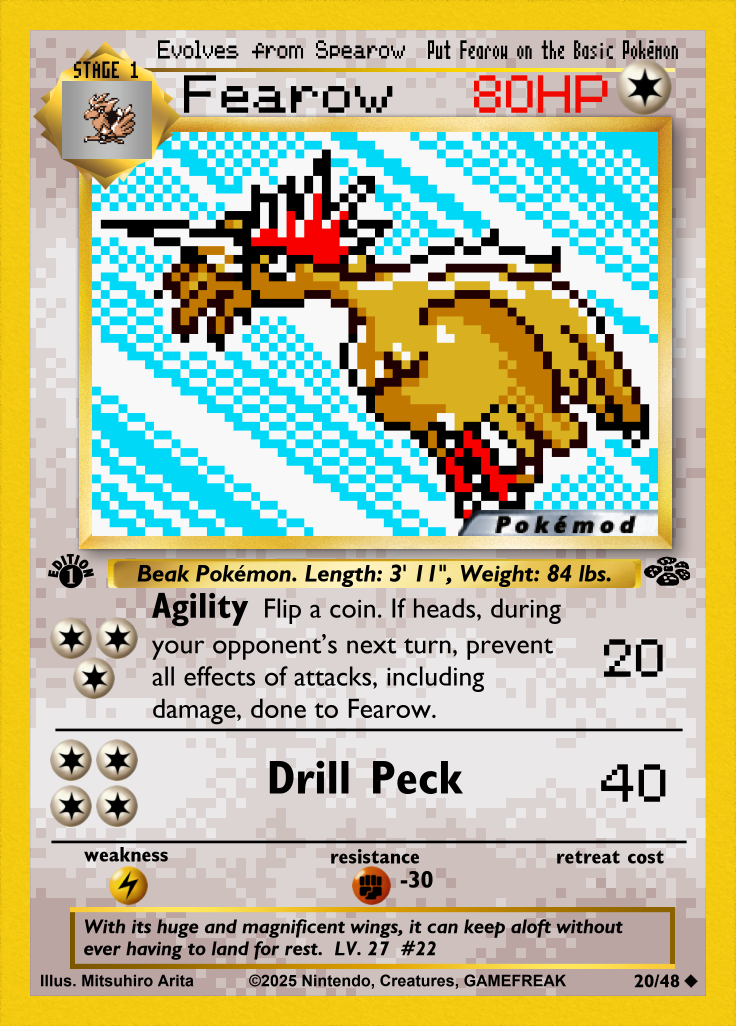 Evolves from Spearow Put Fearow on the Basic Pokémon
STAGE 1
Fearow 80HP
Pokémod
EDITION 1
Beak Pokémon. Length: 3' 11", Weight: 84 lbs.
Agility Flip a coin. If heads, during
your opponent's next turn, prevent
all effects of attacks, including
damage, done to Fearow.
20
Drill Peck 40
weakness resistance retreat cost
-30
With its huge and magnificent wings, it can keep aloft without
ever having to land for rest. LV. 27 #22
Illus. Mitsuhiro Arita ©2025 Nintendo, Creatures, GAMEFREAK 20/48